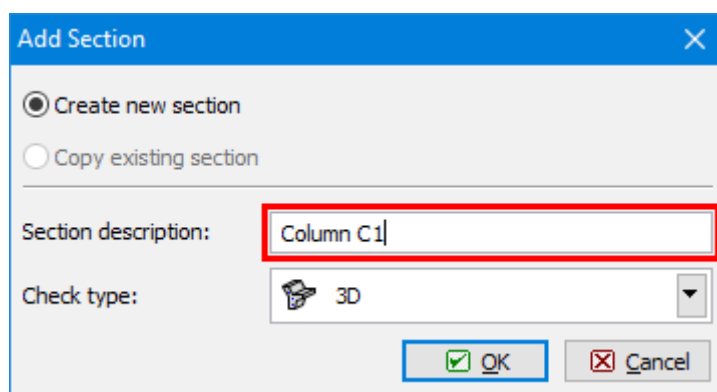 Add Section
Create new section
Copy existing section
Section description: Column C1
Check type: 3D
OK Cancel